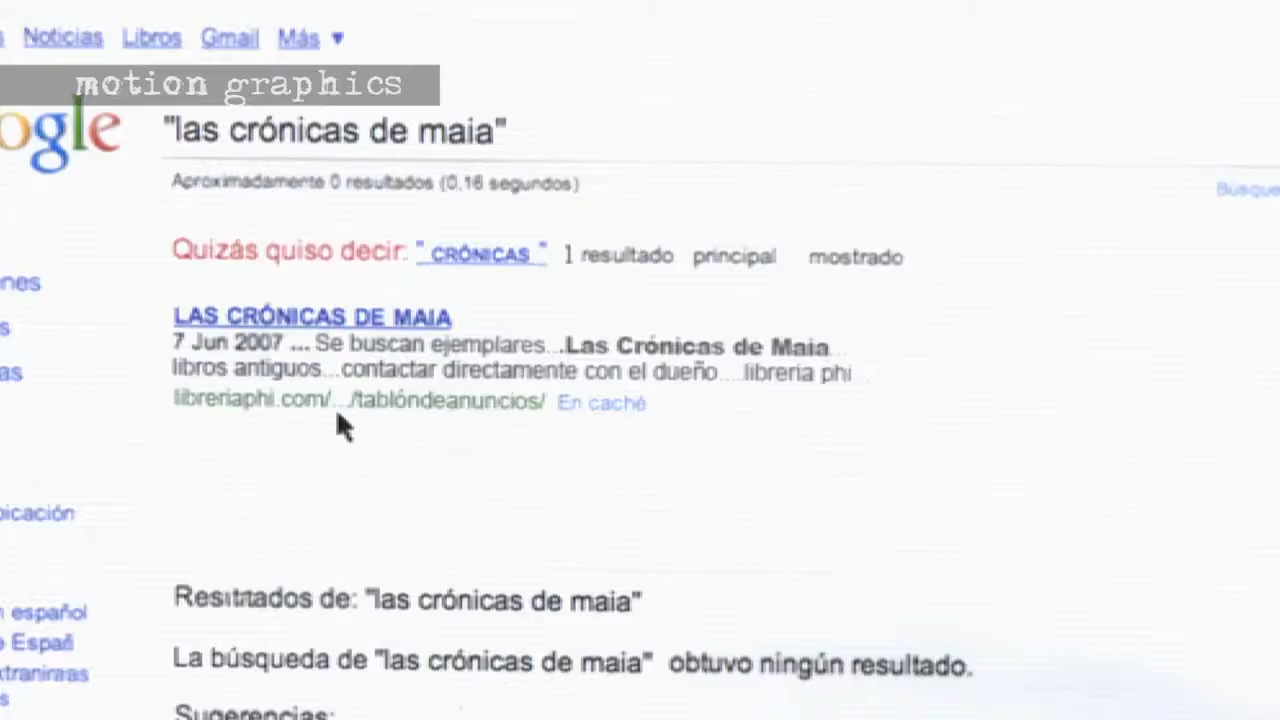 Noticias Libros Gmail Más
motion graphics
ogle "las crónicas de maia"
Aproximadamente 0 resultados (0,16 segundos)
Búsque
Quizás quiso decir: " CRÓNICAS " 1 resultado principal mostrado
nes
LAS CRÓNICAS DE MAIA
s
7 Jun 2007 ... Se buscan ejemplares...Las Crónicas de Maia...
as
libros antiguos...contactar directamente con el dueño....libreria phi
libreriaphi.com/.../tablóndeanuncios/ En caché
bicación
Resultados de: "las crónicas de maia"
n español
e Españ
La búsqueda de "las crónicas de maia" obtuvo ningún resultado.
s
Sugerencias: